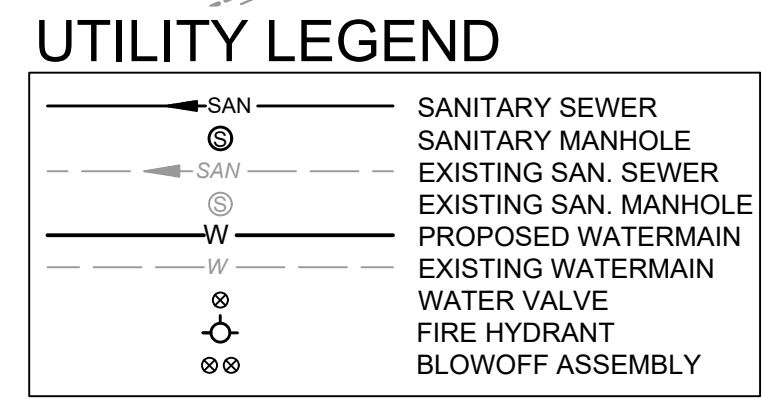 UTILITY LEGEND
SAN SANITARY SEWER
S SANITARY MANHOLE
SAN EXISTING SAN. SEWER
S EXISTING SAN. MANHOLE
W PROPOSED WATERMAIN
W EXISTING WATERMAIN
WATER VALVE
FIRE HYDRANT
BLOWOFF ASSEMBLY